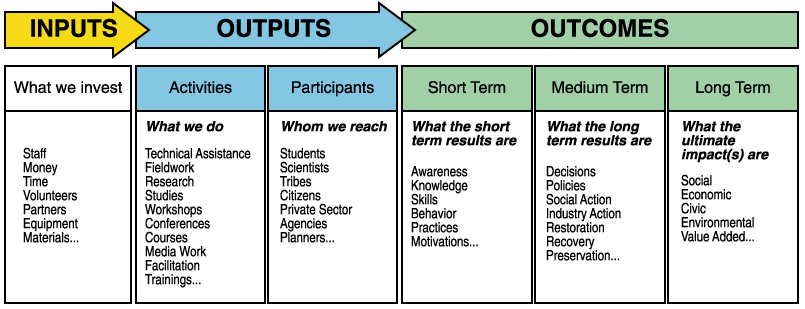 INPUTS
OUTPUTS
OUTCOMES
What we invest
Staff
Money
Time
Volunteers
Partners
Equipment
Materials...
Activities
What we do
Technical Assistance
Fieldwork
Research
Studies
Workshops
Conferences
Courses
Media Work
Facilitation
Trainings...
Participants
Whom we reach
Students
Scientists
Tribes
Citizens
Private Sector
Agencies
Planners...
Short Term
What the short
term results are
Awareness
Knowledge
Skills
Behavior
Practices
Motivations...
Medium Term
What the long
term results are
Decisions
Policies
Social Action
Industry Action
Restoration
Recovery
Preservation...
Long Term
What the
ultimate
impact(s) are
Social
Economic
Civic
Environmental
Value Added...